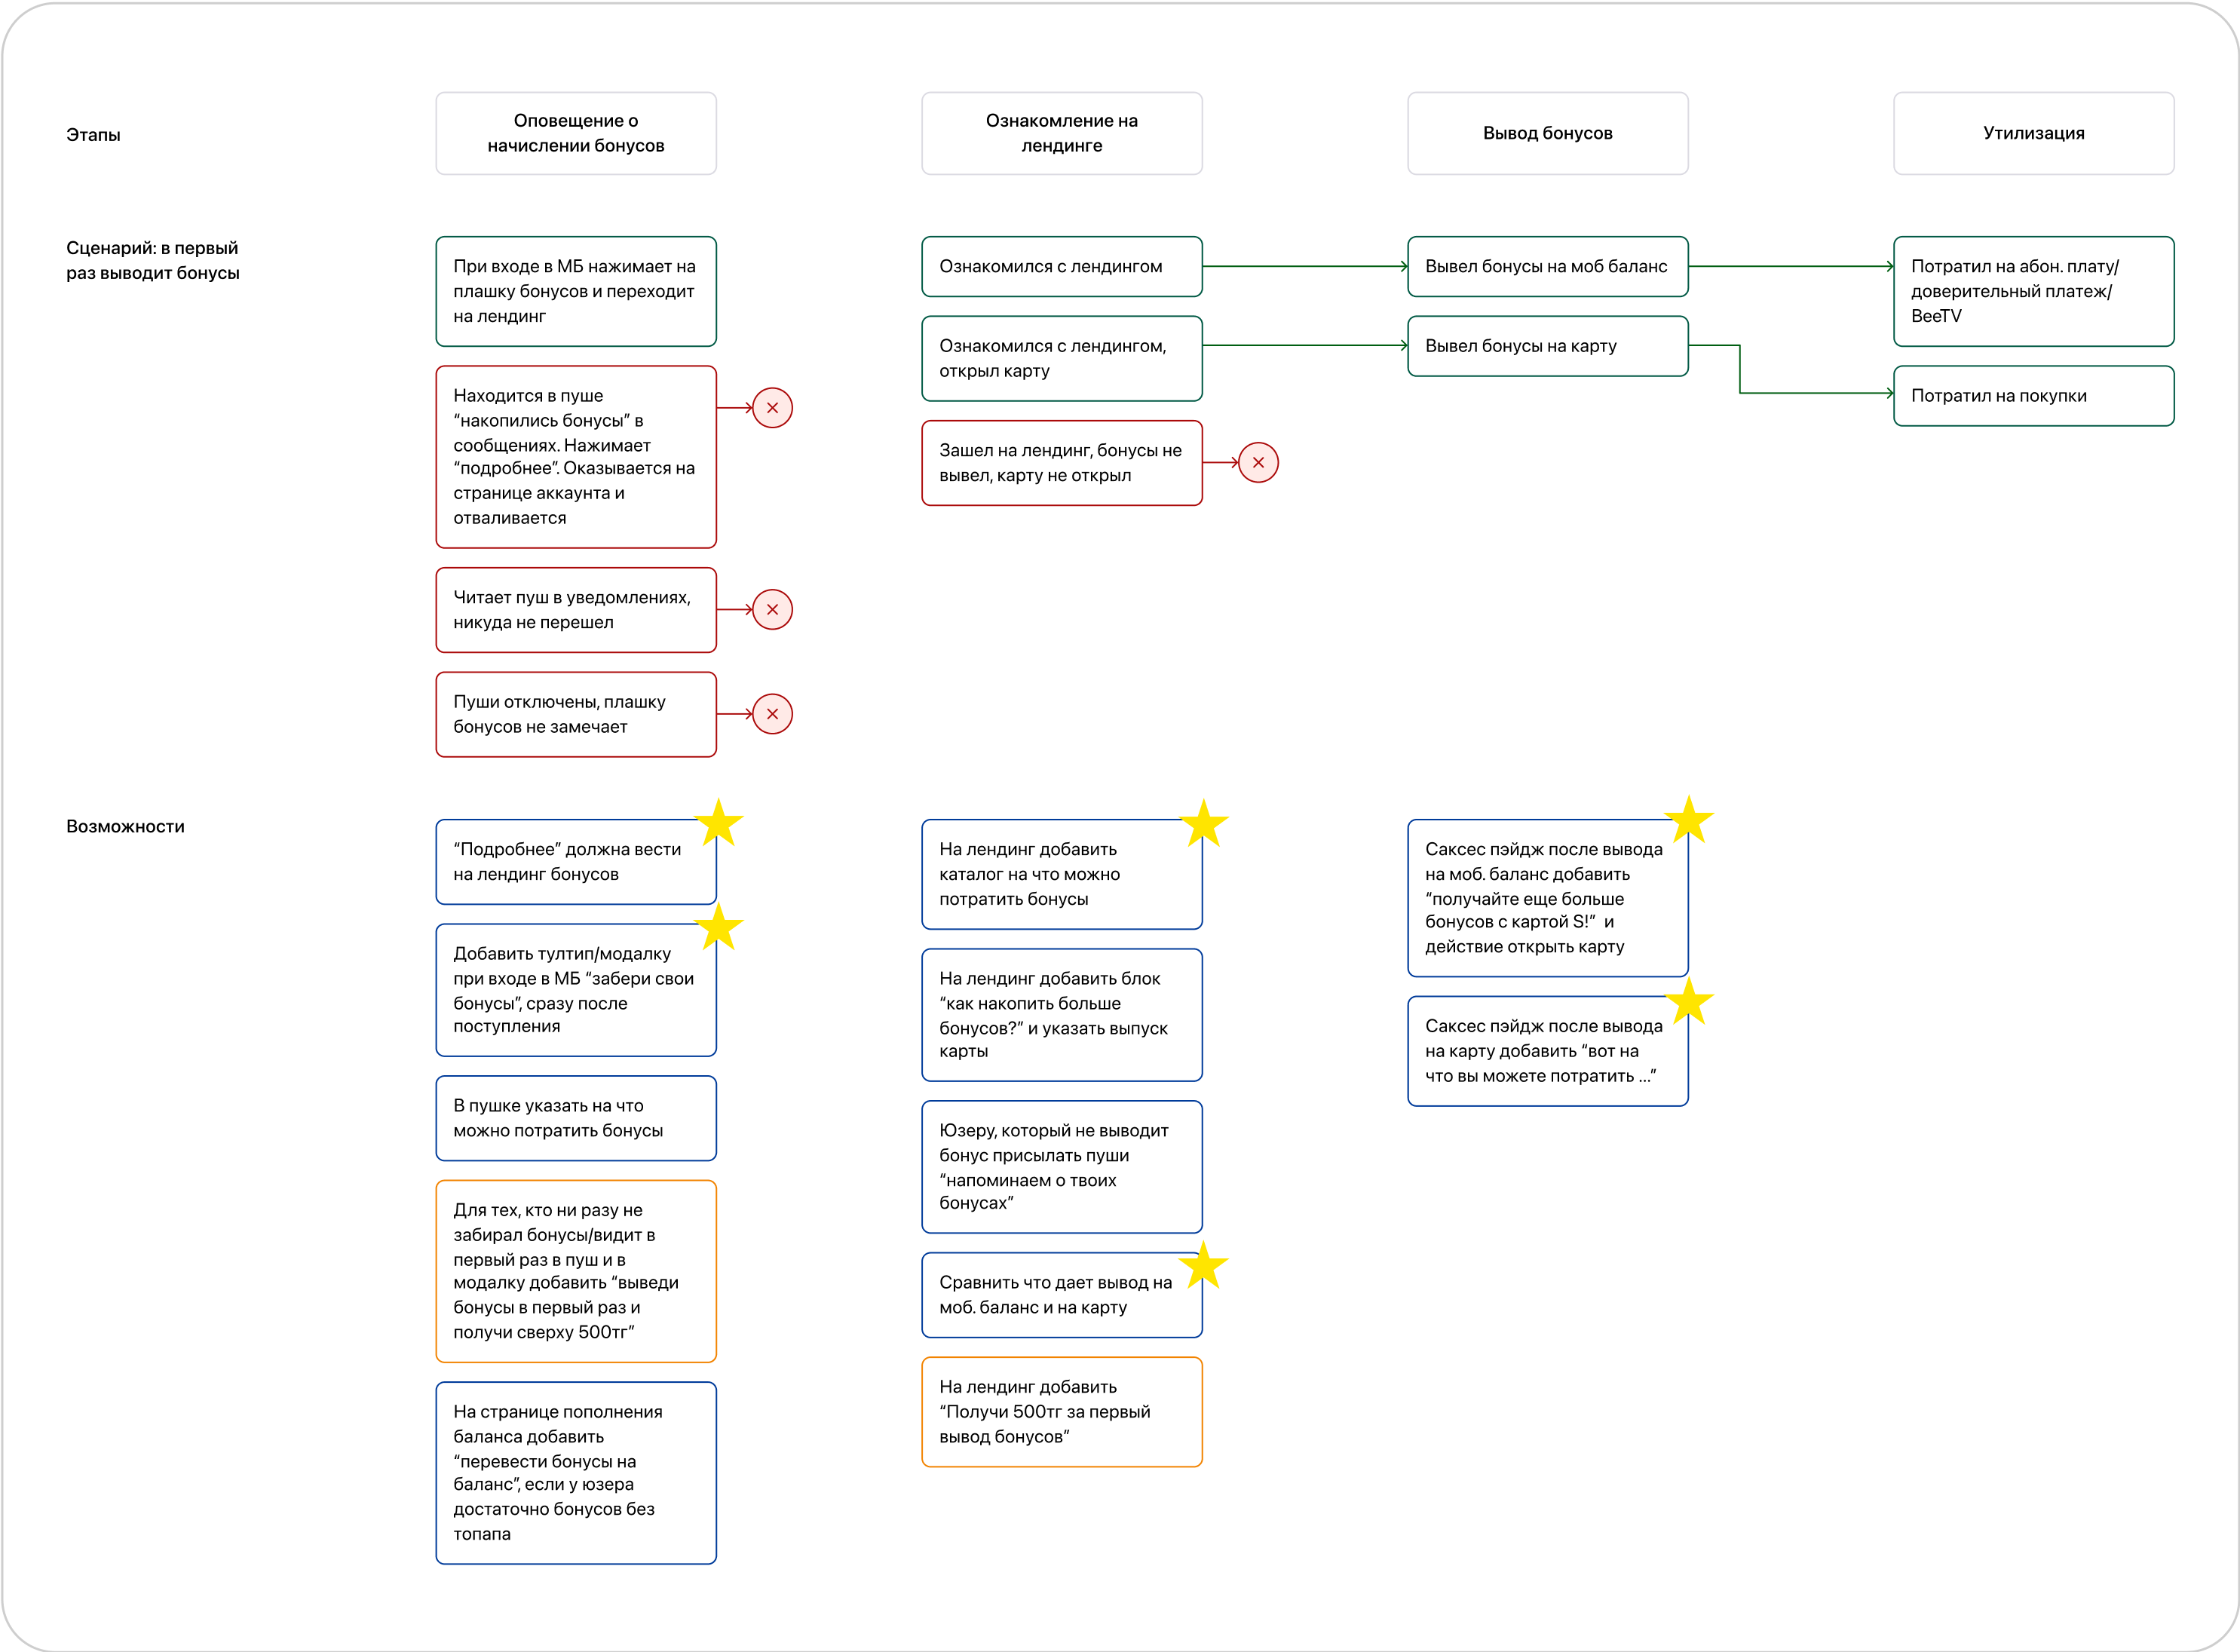 Этапы
Оповещение о
начислении бонусов
Ознакомление на
лендинге
Вывод бонусов
Утилизация
Сценарий: в первый
раз выводит бонусы
При входе в МБ нажимает на
плашку бонусов и переходит
на лендинг
Находится в пуше
“накопились бонусы” в
сообщениях. Нажимает
“подробнее”. Оказывается на
странице аккаунта и
отваливается
Читает пуш в уведомлениях,
никуда не перешел
Пуши отключены, плашку
бонусов не замечает
Ознакомился с лендингом
Ознакомился с лендингом,
открыл карту
Зашел на лендинг, бонусы не
вывел, карту не открыл
Вывел бонусы на моб баланс
Вывел бонусы на карту
Потратил на абон. плату/
доверительный платеж/
BeeTV
Потратил на покупки
Возможности
“Подробнее” должна вести
на лендинг бонусов
Добавить тултип/модалку
при входе в МБ “забери свои
бонусы”, сразу после
поступления
В пушке указать на что
можно потратить бонусы
Для тех, кто ни разу не
забирал бонусы/видит в
первый раз в пуш и в
модалку добавить “выведи
бонусы в первый раз и
получи сверху 500тг”
На странице пополнения
баланса добавить
“перевести бонусы на
баланс”, если у юзера
достаточно бонусов без
топапа
На лендинг добавить
каталог на что можно
потратить бонусы
На лендинг добавить блок
“как накопить больше
бонусов?” и указать выпуск
карты
Юзеру, который не выводит
бонус присылать пуши
“напоминаем о твоих
бонусах”
Сравнить что дает вывод на
моб. баланс и на карту
На лендинг добавить
“Получи 500тг за первый
вывод бонусов”
Саксес пэйдж после вывода
на моб. баланс добавить
“получайте еще больше
бонусов с картой S!” и
действие открыть карту
Саксес пэйдж после вывода
на карту добавить “вот на
что вы можете потратить ...”